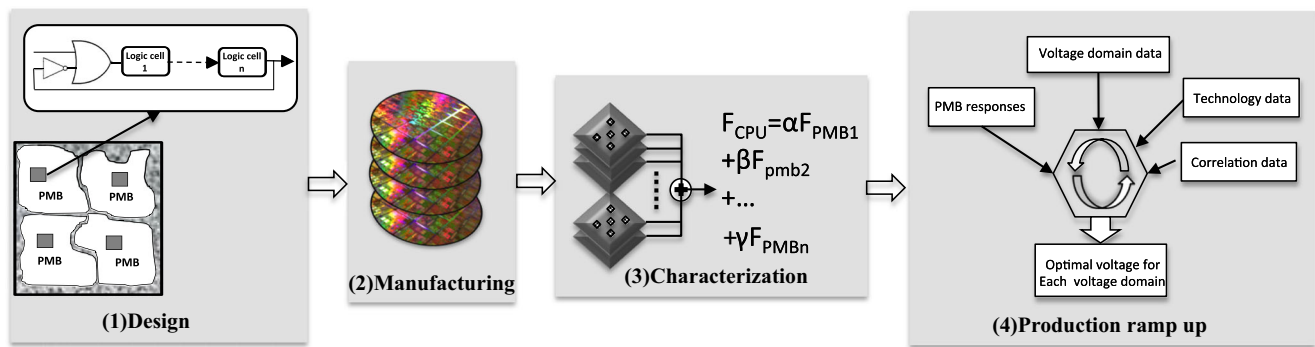 Logic cell
1
Logic cell
n
PMB
PMB
PMB
PMB
(1)Design
(2)Manufacturing
F_CPU=αF_PMB1
+βF_pmb2
+...
+γF_PMBn
(3)Characterization
Voltage domain data
PMB responses
Technology data
Correlation data
Optimal voltage for
Each voltage domain
(4)Production ramp up